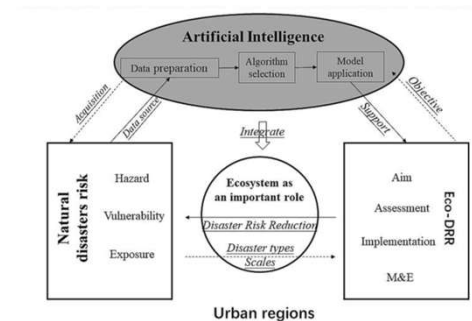 Artificial Intelligence
Data preparation
Algorithm
selection
Model
application
Acquisition
Data source
Integrate
Support
Objective
Natural
disasters risk
Hazard
Vulnerability
Exposure
Ecosystem as
an important role
Disaster Risk Reduction
Disaster types
Scales
Aim
Assessment
Implementation
M&E
Eco-DRR
Urban regions